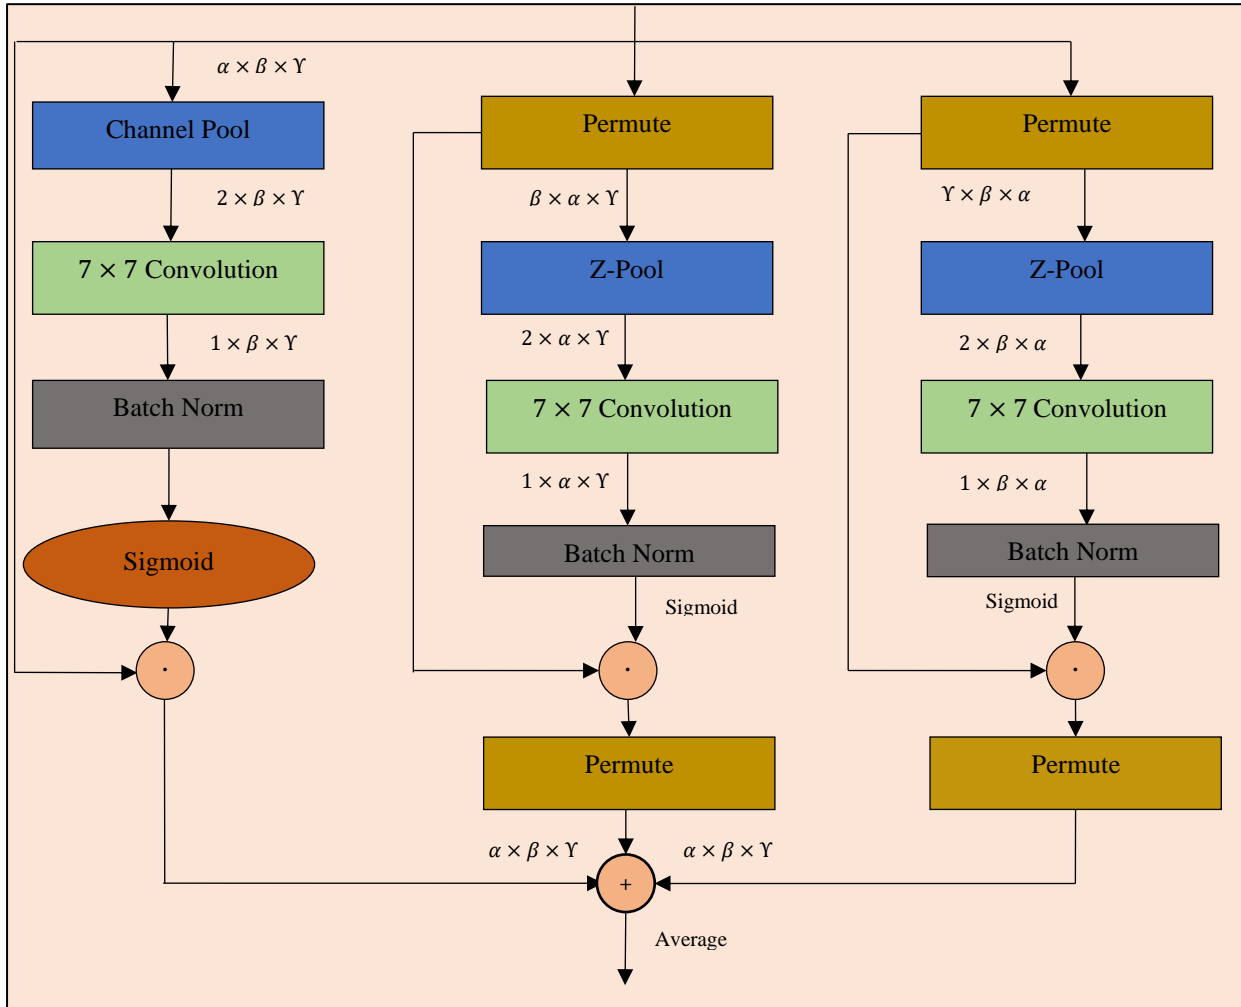 α × β × ϒ
Channel Pool
Permute
Permute
2 × β × ϒ
β × α × ϒ
ϒ × β × α
7 × 7 Convolution
Z-Pool
Z-Pool
1 × β × ϒ
2 × α × ϒ
2 × β × α
Batch Norm
7 × 7 Convolution
7 × 7 Convolution
1 × α × ϒ
1 × β × α
Sigmoid
Batch Norm
Batch Norm
Sigmoid
Sigmoid
·
·
·
Permute
Permute
α × β × ϒ
α × β × ϒ
+
Average